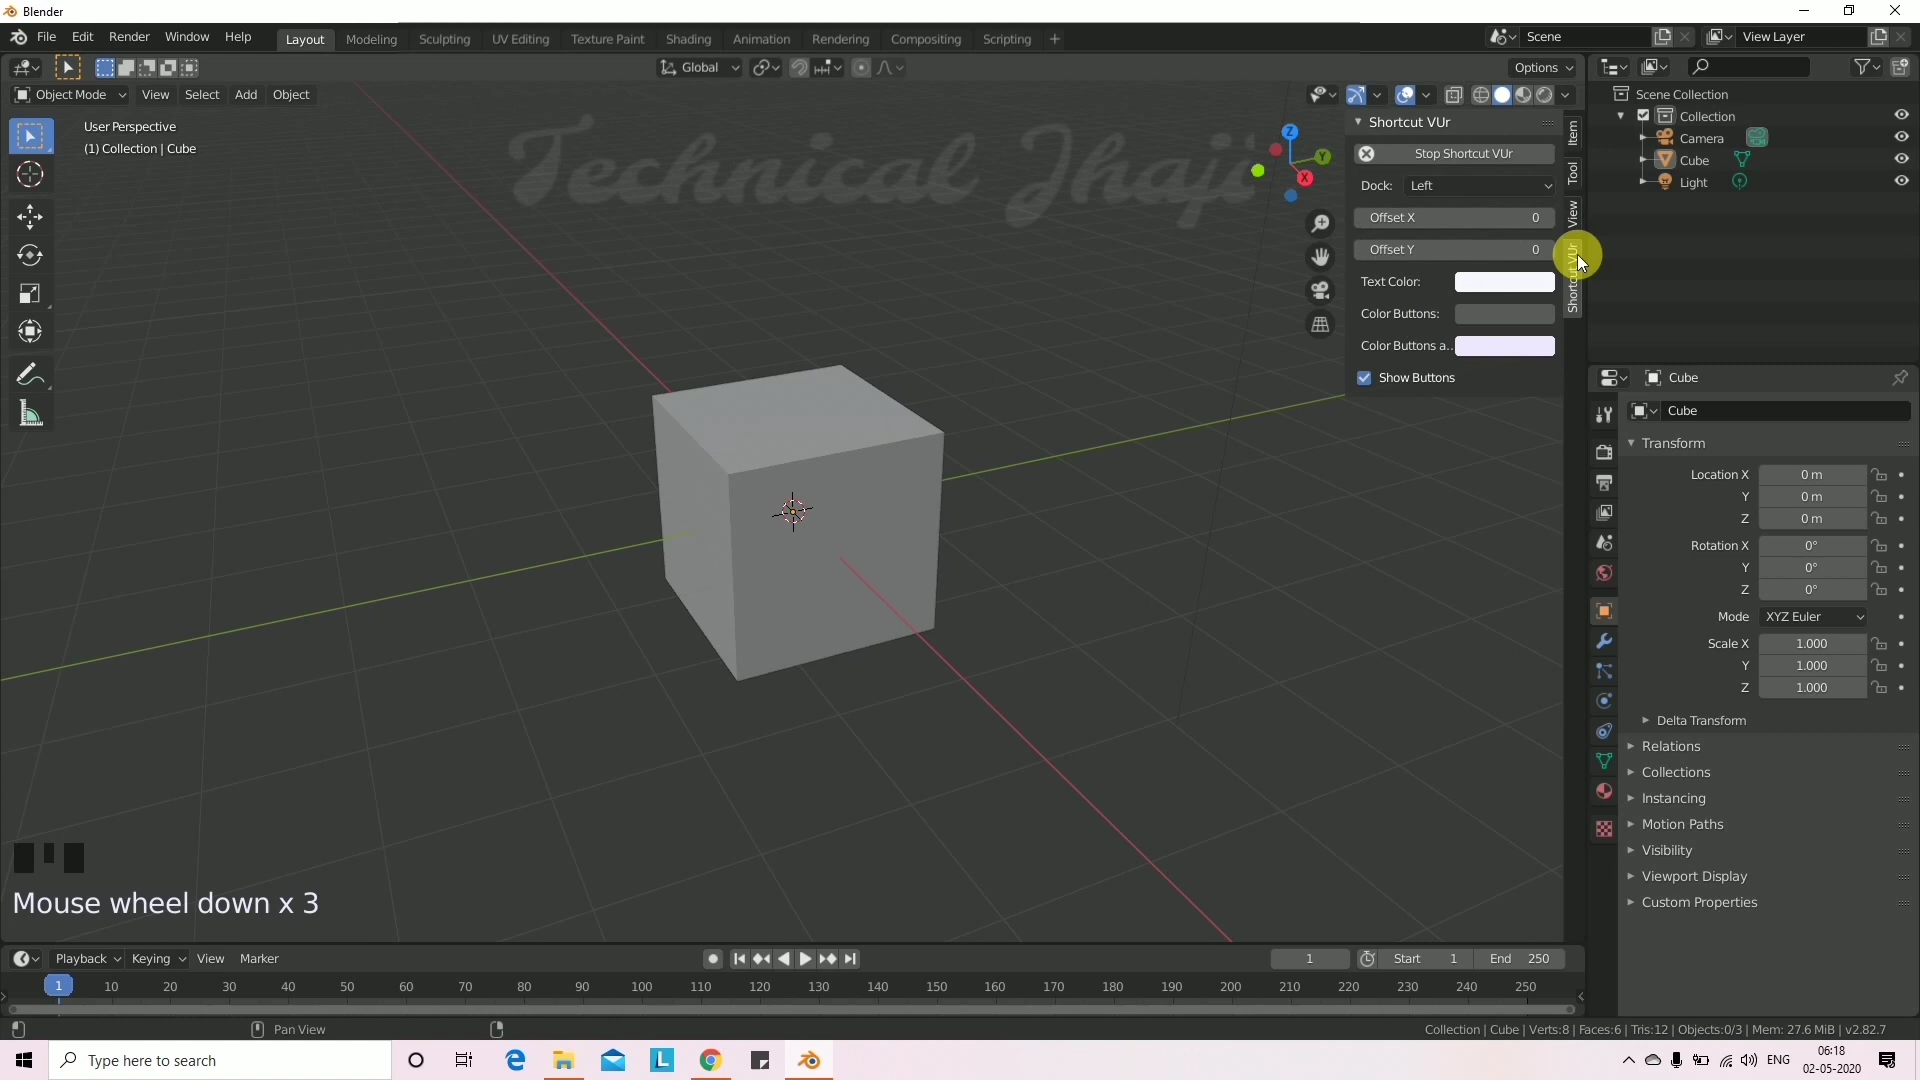 Blender
File Edit Render Window Help Layout Modeling Sculpting UV Editing Texture Paint Shading Animation Rendering Compositing Scripting + Scene View Layer
Global Options
Object Mode View Select Add Object
User Perspective
(1) Collection | Cube
Technical Jhaji
Z
Y
X
Shortcut VUr
Stop Shortcut VUr
Dock: Left
Offset X 0
Offset Y 0
Text Color:
Color Buttons:
Color Buttons a..
Show Buttons
Item
Tool
View
Shortcut VUr
Scene Collection
Collection
Camera
Cube
Light
Cube
Cube
Transform
Location X 0 m
Y 0 m
Z 0 m
Rotation X 0°
Y 0°
Z 0°
Mode XYZ Euler
Scale X 1.000
Y 1.000
Z 1.000
Delta Transform
Relations
Collections
Instancing
Motion Paths
Visibility
Viewport Display
Custom Properties
Mouse wheel down x 3
Playback Keying View Marker 1 Start 1 End 250
1 10 20 30 40 50 60 70 80 90 100 110 120 130 140 150 160 170 180 190 200 210 220 230 240 250
Pan View Collection | Cube | Verts:8 | Faces:6 | Tris:12 | Objects:0/3 | Mem: 27.6 MiB | v2.82.7
Type here to search L ENG 06:18
02-05-2020